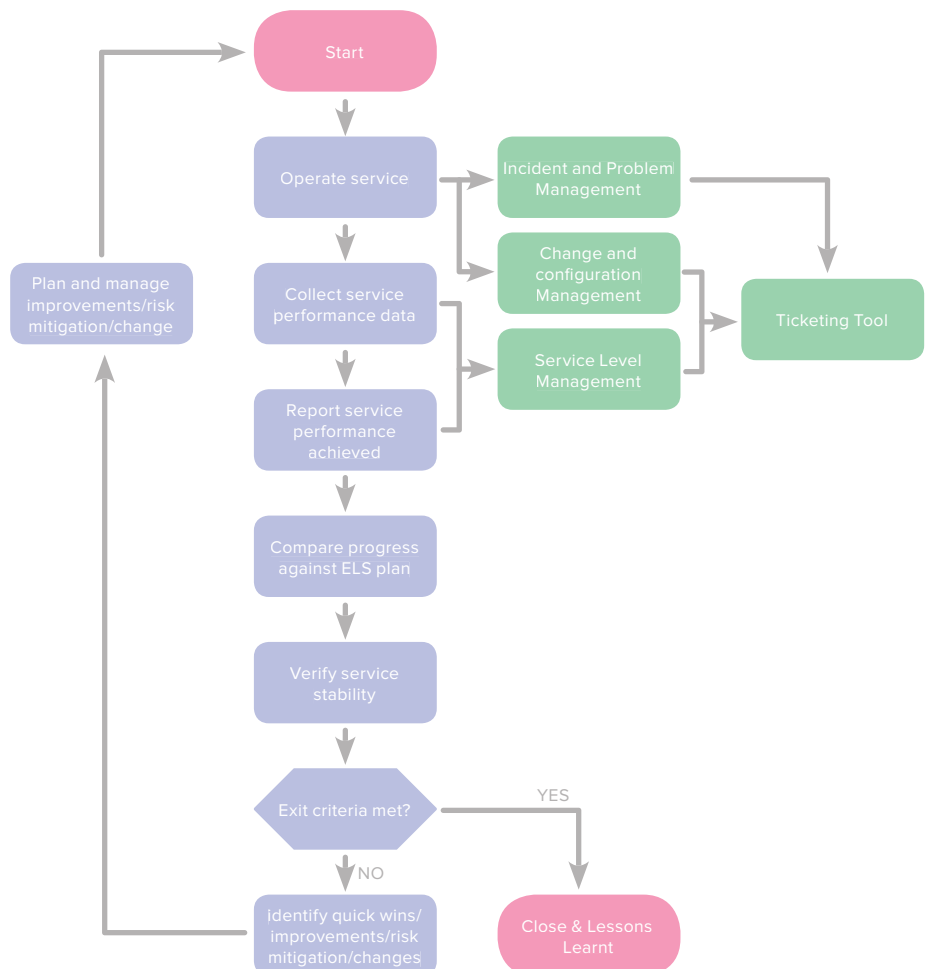 Start
Operate service
Incident and Problem
Management
Change and
configuration
Management
Plan and manage
improvements/risk
mitigation/change
Collect service
performance data
Ticketing Tool
Service Level
Management
Report service
performance
achieved
Compare progress
against ELS plan
Verify service
stability
Exit criteria met?
YES
NO
identify quick wins/
improvements/risk
mitigation/changes
Close & Lessons
Learnt